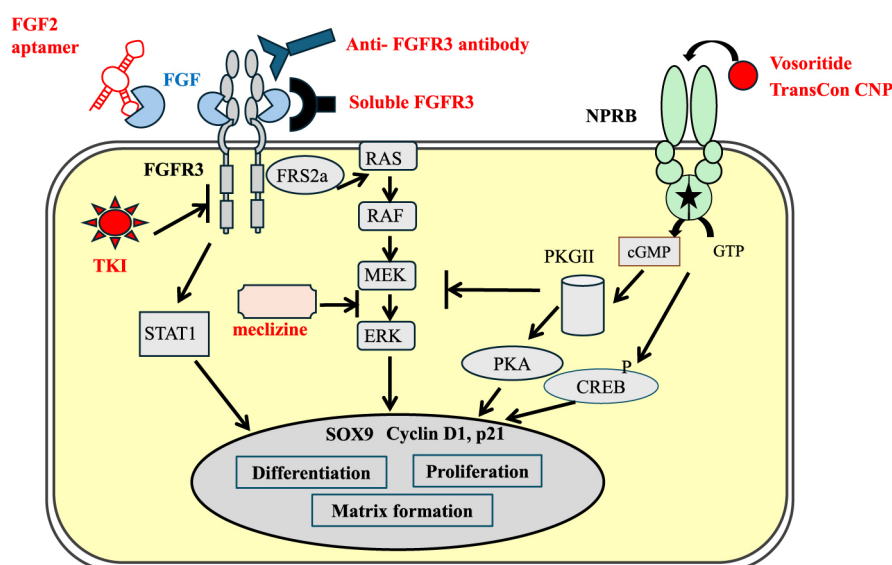 FGF2
aptamer
FGF
Anti- FGFR3 antibody
Soluble FGFR3
Vosoritide
TransCon CNP
NPRB
FGFR3
FRS2a
RAS
RAF
TKI
MEK
PKGII
cGMP
GTP
meclizine
STAT1
ERK
PKA
P
CREB
SOX9 Cyclin D1, p21
Differentiation
Proliferation
Matrix formation